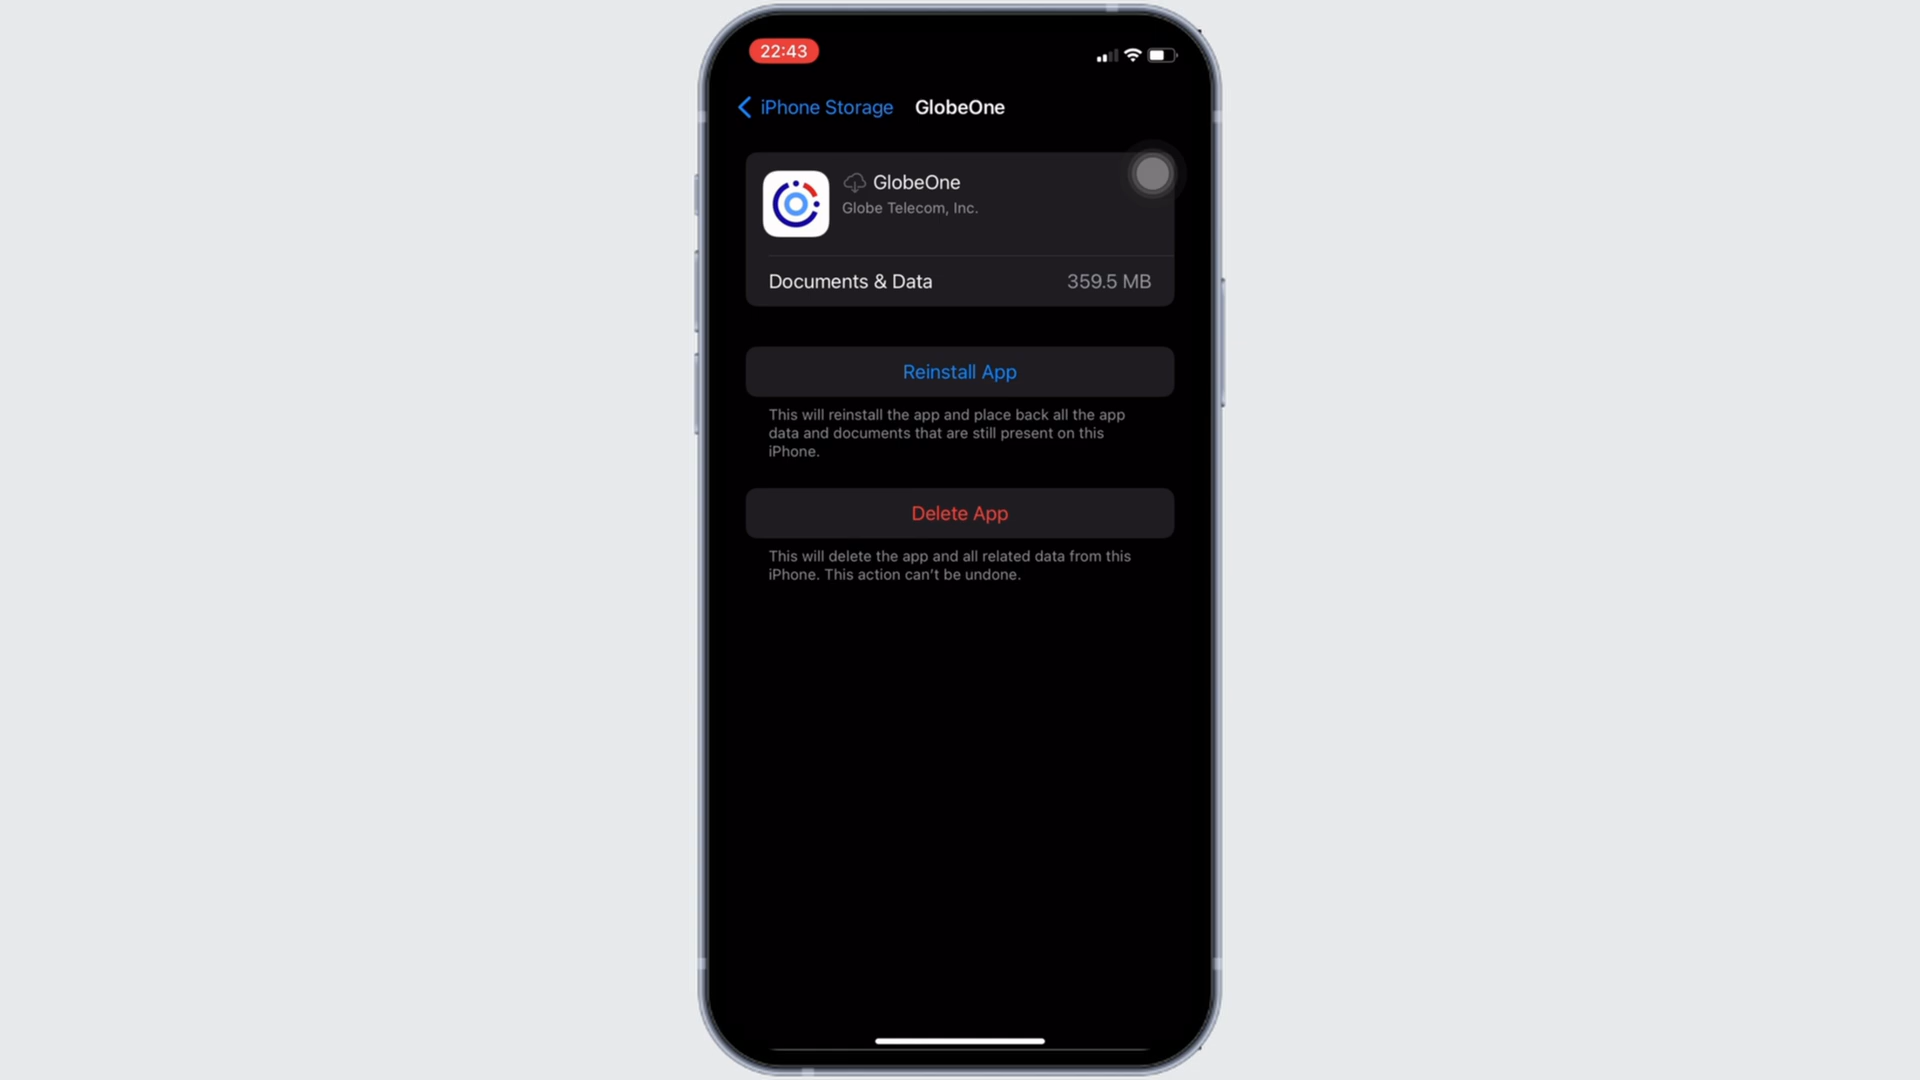 22:43
iPhone Storage GlobeOne
GlobeOne
Globe Telecom, Inc.
Documents & Data 359.5 MB
Reinstall App
This will reinstall the app and place back all the app
data and documents that are still present on this
iPhone.
Delete App
This will delete the app and all related data from this
iPhone. This action can't be undone.